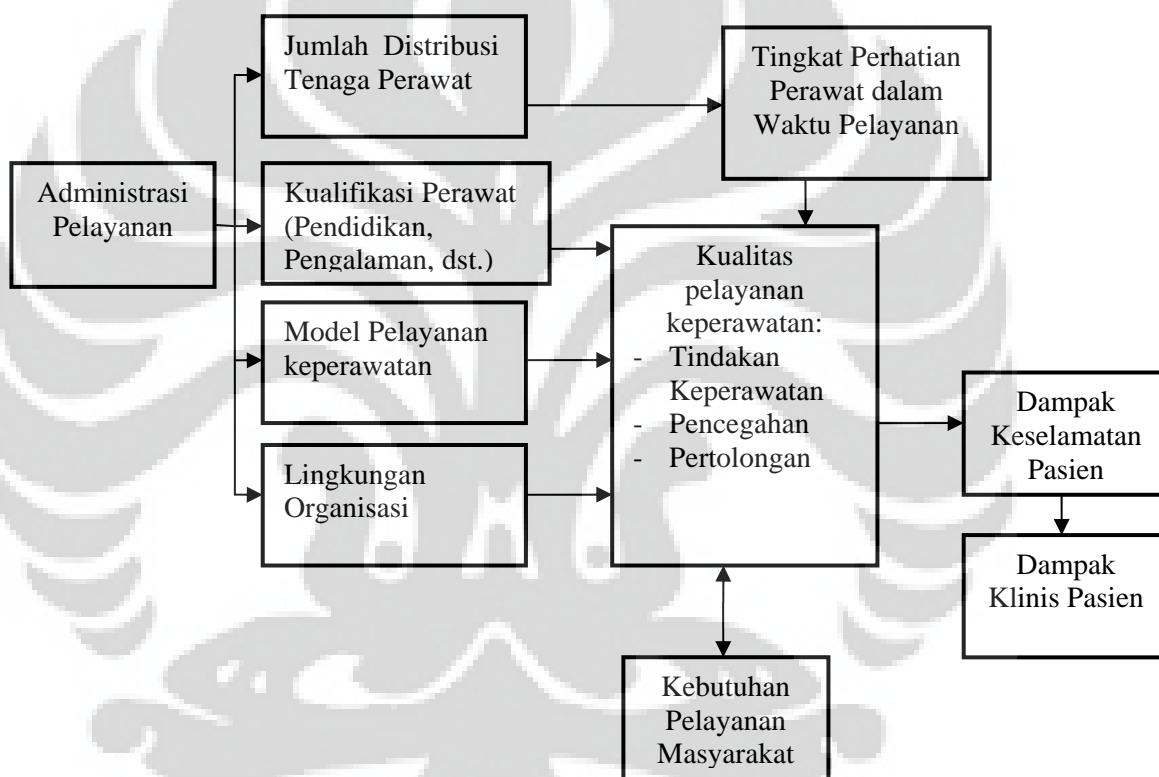 Jumlah Distribusi
Tenaga Perawat
Tingkat Perhatian
Perawat dalam
Waktu Pelayanan
Administrasi
Pelayanan
Kualifikasi Perawat
(Pendidikan,
Pengalaman, dst.)
Kualitas
pelayanan
keperawatan:
- Tindakan
Keperawatan
- Pencegahan
- Pertolongan
Model Pelayanan
keperawatan
Lingkungan
Organisasi
Dampak
Keselamatan
Pasien
Dampak
Klinis Pasien
Kebutuhan
Pelayanan
Masyarakat